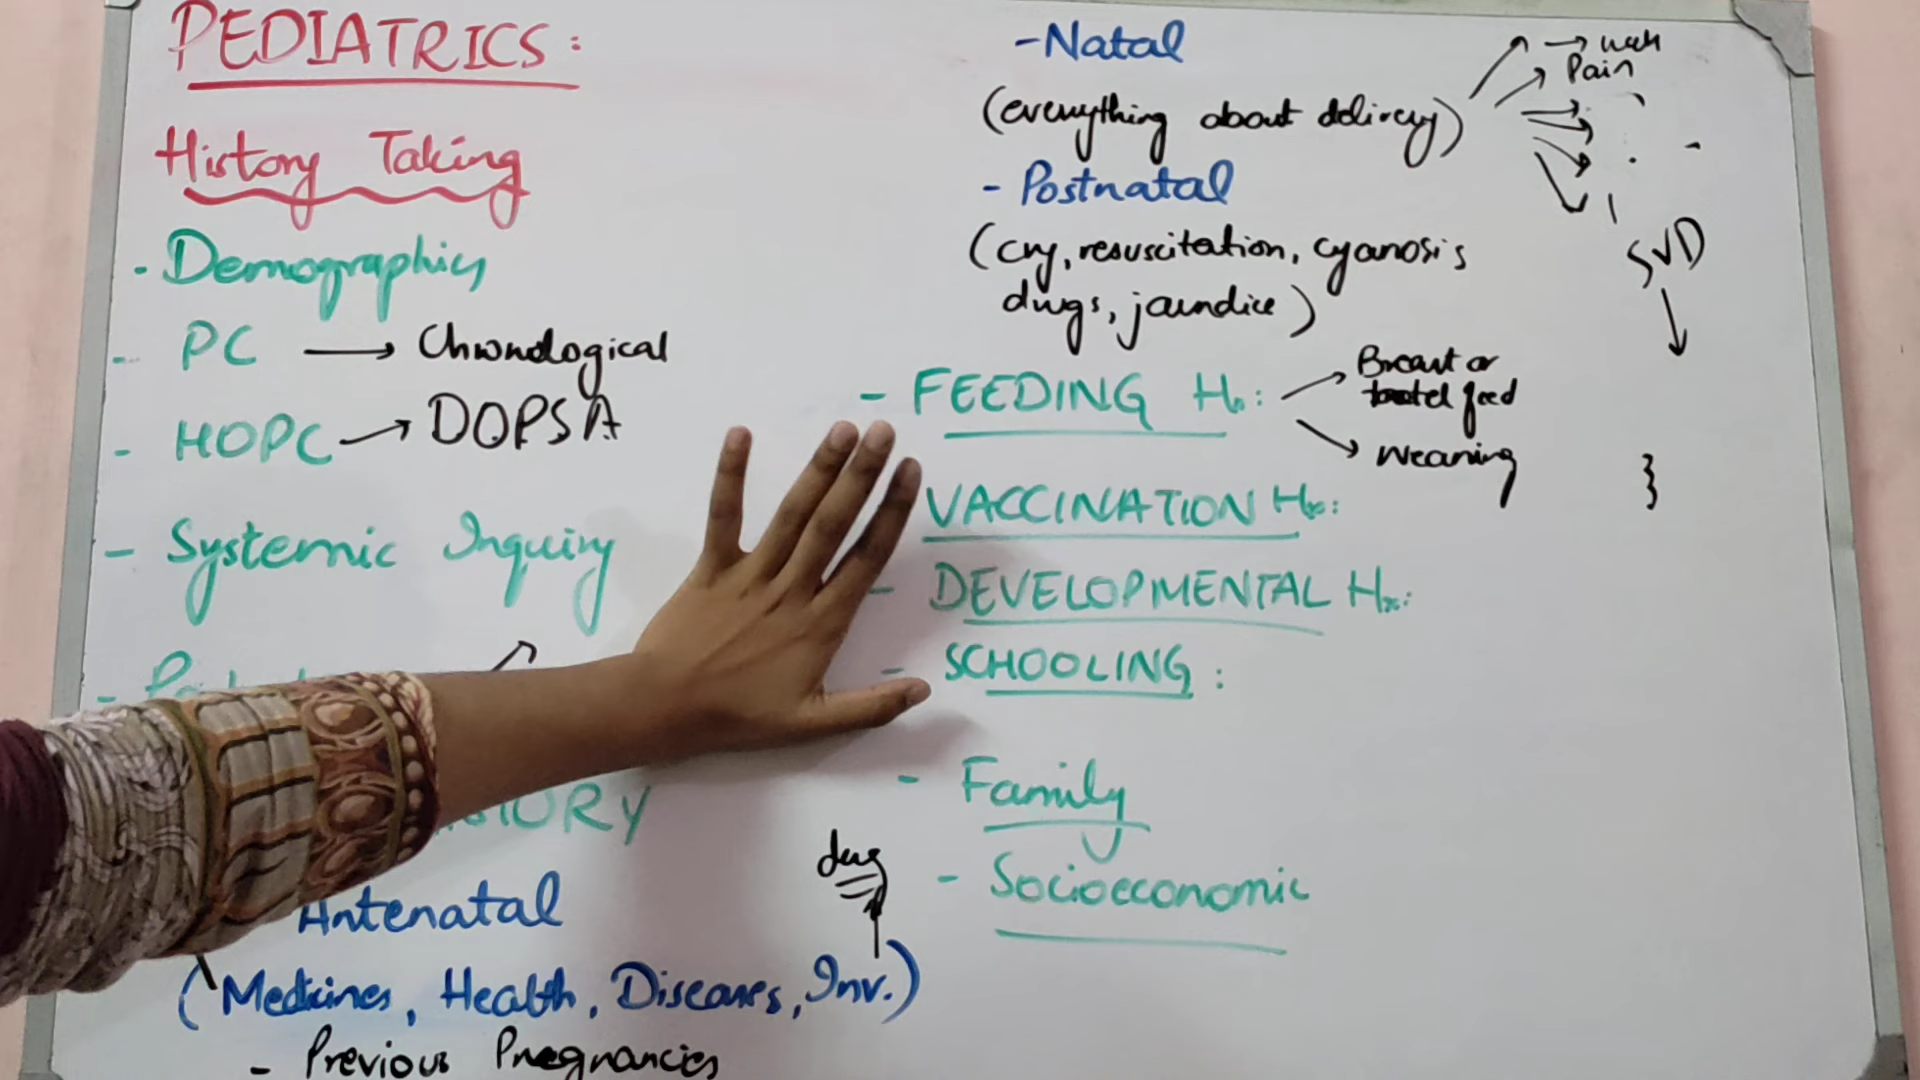 PEDIATRICS:
History Taking
· Demographics
- PC → Chronological
- HOPC → DOPSA
- Systemic Inquiry
Antenatal
(Medicines, Health, Diseases, Inv.)
drug
- Previous Pregnancies
- Natal
(everything about delivery)
Pain
- Postnatal
(cry, resuscitation, cyanosis
drugs, jaundice)
SVD
- FEEDING Hx:
Breast or
feed
Weaning
VACCINATION Hx:
- DEVELOPMENTAL Hx:
- SCHOOLING:
- Family
- Socioeconomic